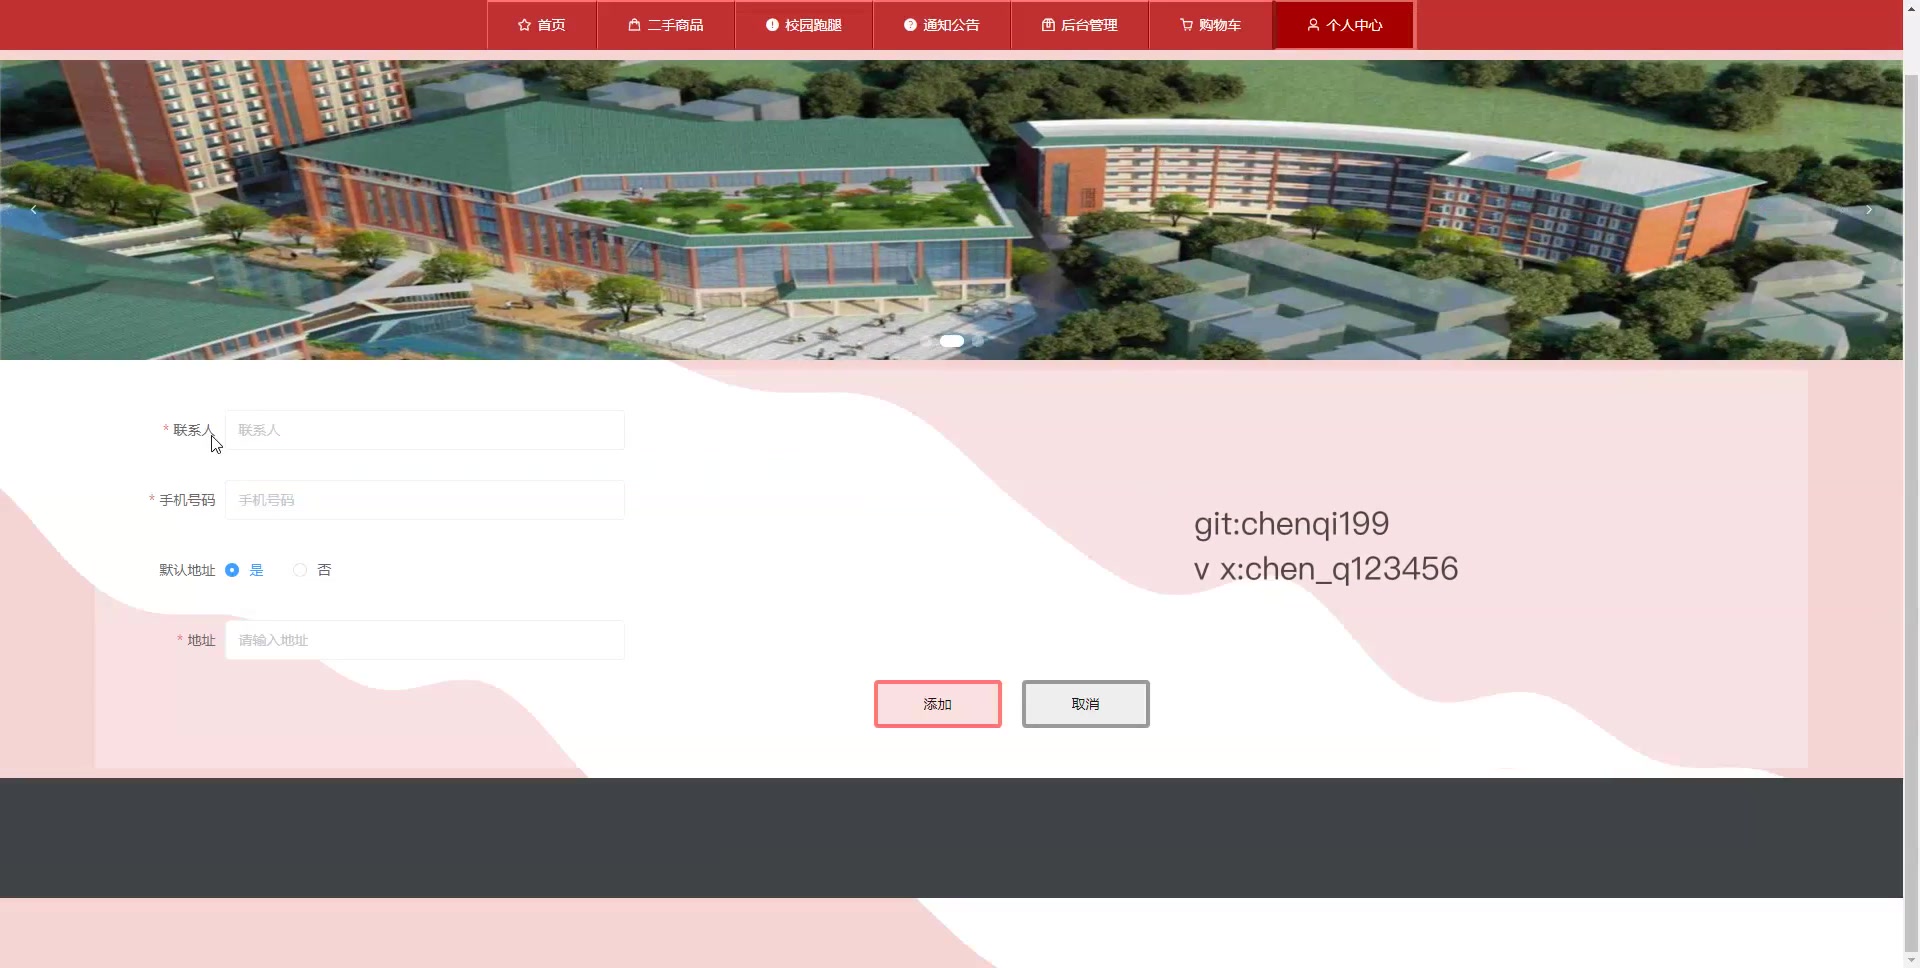 首页 二手商品 校园跑腿 通知公告 后台管理 购物车 个人中心
* 联系人 联系人
* 手机号码 手机号码
默认地址 是 否
* 地址 请输入地址
git:chenqi199
v x:chen_q123456
添加 取消